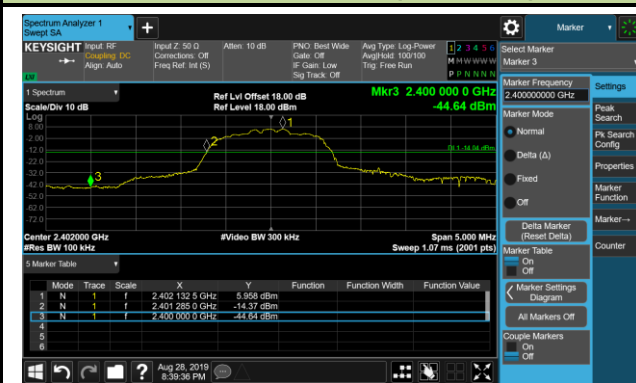 Spectrum Analyzer 1
Swept SA
+
Marker
KEYSIGHT Input: RF Input Z: 50 Ω Atten: 10 dB PNO: Best Wide Avg Type: Log-Power 1 2 3 4 5 6
Coupling: DC Corrections: Off Gate: Off Avg|Hold: 100/100 M W W W W
Align: Auto Freq Ref: Int (S) IF Gain: Low Trig: Free Run
Sig Track: Off P P N N N N
LW
Select Marker
Marker 3
Marker Frequency
2.400000000 GHz
Settings
Marker Mode
Normal
Delta (Δ)
Fixed
Off
Delta Marker
(Reset Delta)
Marker Table
On
Off
Marker Settings
Diagram
All Markers Off
Couple Markers
On
Off
Peak
Search
Pk Search
Config
Properties
Marker
Function
Marker→
Counter
1 Spectrum
Scale/Div 10 dB
Ref Lvl Offset 18.00 dB
Ref Level 18.00 dBm
Mkr3 2.400 000 0 GHz
-44.64 dBm
Log
8.00
-2.00
-12.0
-22.0
-32.0
-42.0
-52.0
-62.0
-72.0
1
2
3
DL1 -14.04 dBm
Center 2.402000 GHz #Video BW 300 kHz Span 5.000 MHz
#Res BW 100 kHz Sweep 1.07 ms (2001 pts)
5 Marker Table
Mode Trace Scale X Y Function Function Width Function Value
1 N 1 f 2.402 132 5 GHz 5.958 dBm
2 N 1 f 2.401 285 0 GHz -14.37 dBm
3 N 1 f 2.400 000 0 GHz -44.64 dBm
4
5
6
?
Aug 28, 2019
8:39:36 PM